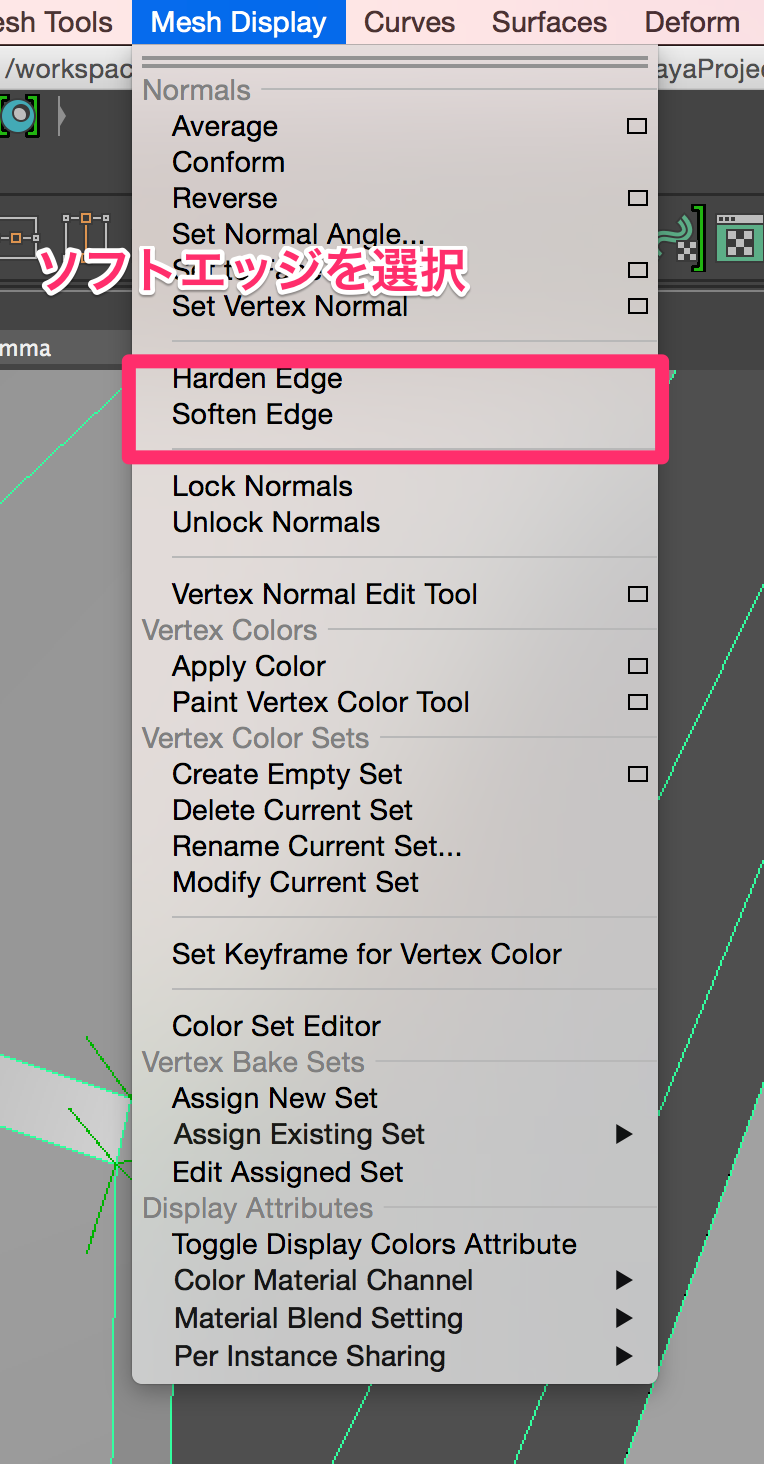 esh Tools Mesh Display Curves Surfaces Deform
/workspac ayaProjec
Normals
Average
Conform
Reverse
Set Normal Angle...
ソフトエッジを選択
Set Vertex Normal
mma
Harden Edge
Soften Edge
Lock Normals
Unlock Normals
Vertex Normal Edit Tool
Vertex Colors
Apply Color
Paint Vertex Color Tool
Vertex Color Sets
Create Empty Set
Delete Current Set
Rename Current Set...
Modify Current Set
Set Keyframe for Vertex Color
Color Set Editor
Vertex Bake Sets
Assign New Set
Assign Existing Set
Edit Assigned Set
Display Attributes
Toggle Display Colors Attribute
Color Material Channel
Material Blend Setting
Per Instance Sharing